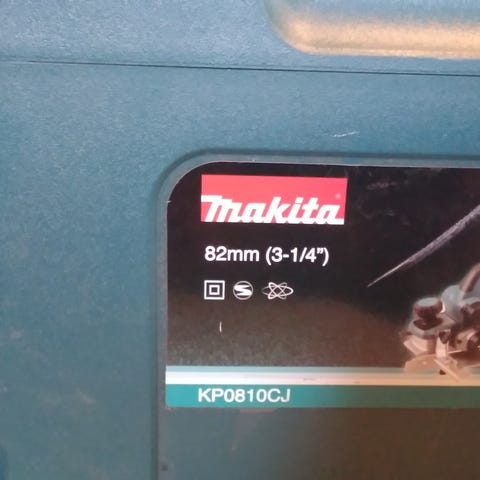 makita
82mm (3-1/4”)
KP0810CJ